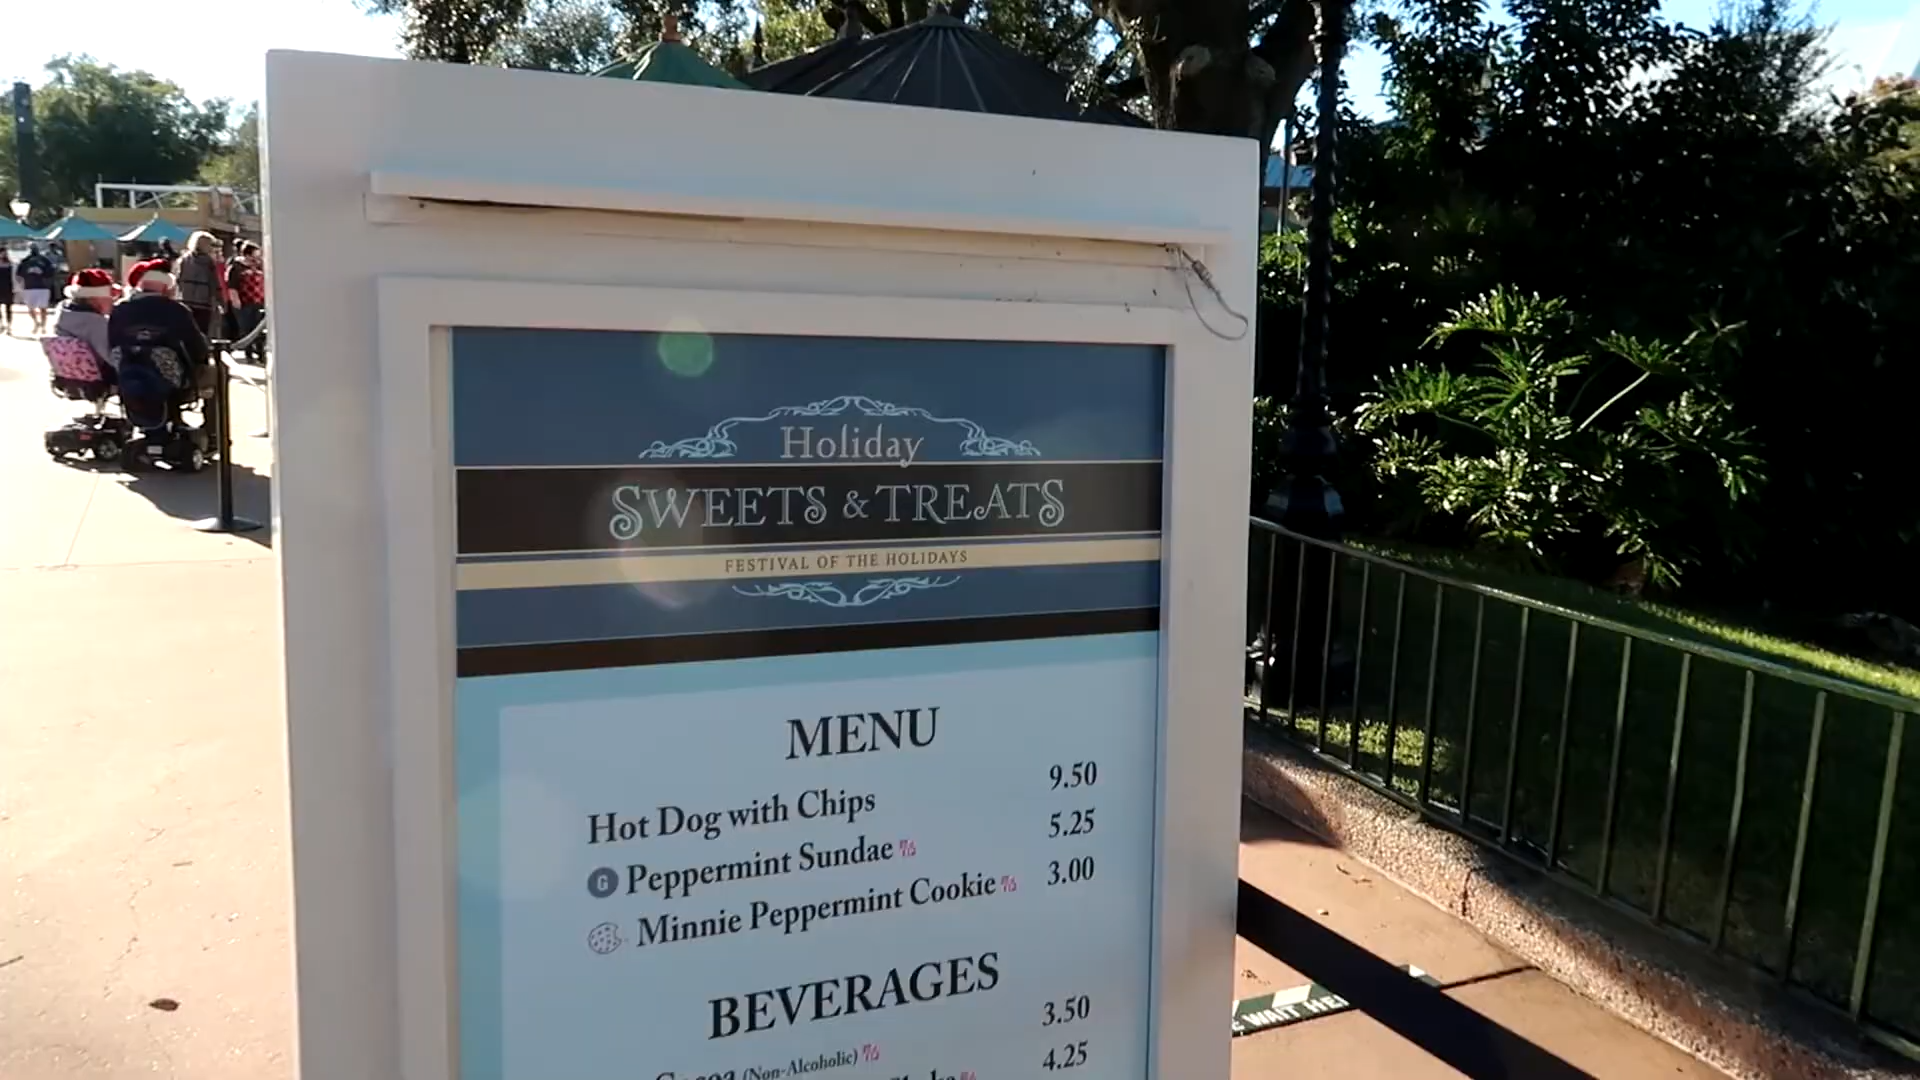 Holiday
SWEETS & TREATS
FESTIVAL OF THE HOLIDAYS
MENU
Hot Dog with Chips 9.50
G Peppermint Sundae 5.25
Minnie Peppermint Cookie 3.00
BEVERAGES
(Non-Alcoholic) 3.50
4.25
WAIT